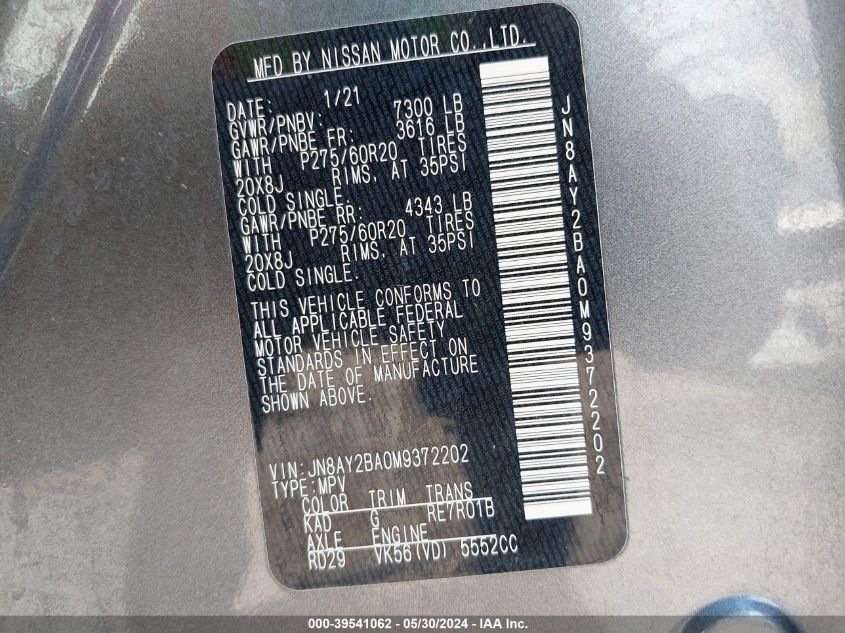 MFD BY NISSAN MOTOR CO.,LTD.
DATE: 1/21
GVWR/PNBV: 7300 LB
GAWR/PNBE FR: 3616 LB
WITH P275/60R20 TIRES
20X8J RIMS, AT 35PSI
COLD SINGLE.
GAWR/PNBE RR: 4343 LB
WITH P275/60R20 TIRES
20X8J RIMS, AT 35PSI
COLD SINGLE.
THIS VEHICLE CONFORMS TO
ALL APPLICABLE FEDERAL
MOTOR VEHICLE SAFETY
STANDARDS IN EFFECT ON
THE DATE OF MANUFACTURE
SHOWN ABOVE.
VIN:JN8AY2BA0M9372202
TYPE:MPV
COLOR TRIM TRANS
KAD G RE7R01B
AXLE ENGINE
RD29 VK56(VD) 5552CC
JN8AY2BA0M9372202
000-39541062 - 05/30/2024 - IAA Inc.